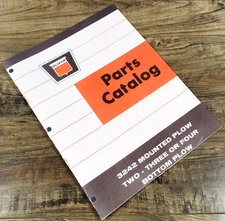 Parts
Catalog
3242 MOUNTED PLOW
TWO - THREE OR FOUR
BOTTOM PLOW